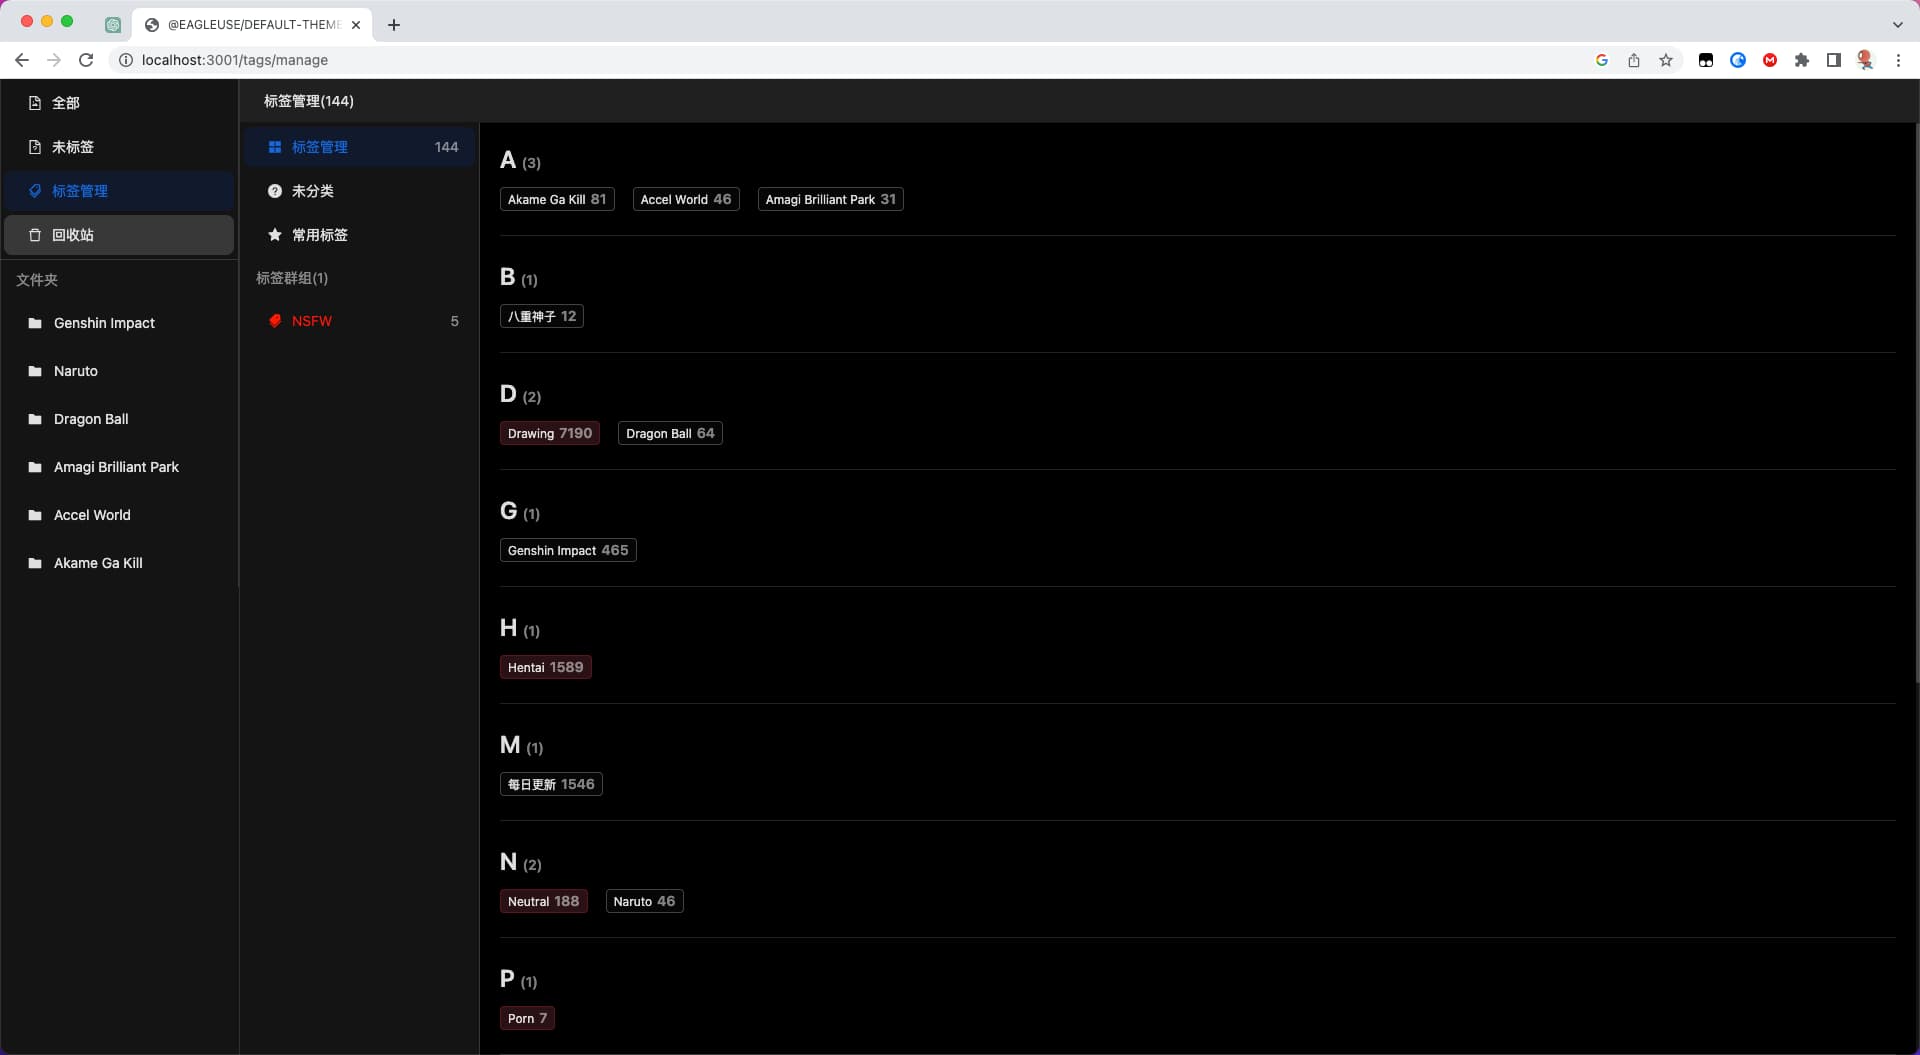 @EAGLEUSE/DEFAULT-THEME
localhost:3001/tags/manage
全部
未标签
标签管理
回收站
文件夹
Genshin Impact
Naruto
Dragon Ball
Amagi Brilliant Park
Accel World
Akame Ga Kill
标签管理(144)
标签管理 144
未分类
常用标签
标签群组(1)
NSFW 5
A (3)
Akame Ga Kill 81 Accel World 46 Amagi Brilliant Park 31
B (1)
八重神子 12
D (2)
Drawing 7190 Dragon Ball 64
G (1)
Genshin Impact 465
H (1)
Hentai 1589
M (1)
每日更新 1546
N (2)
Neutral 188 Naruto 46
P (1)
Porn 7